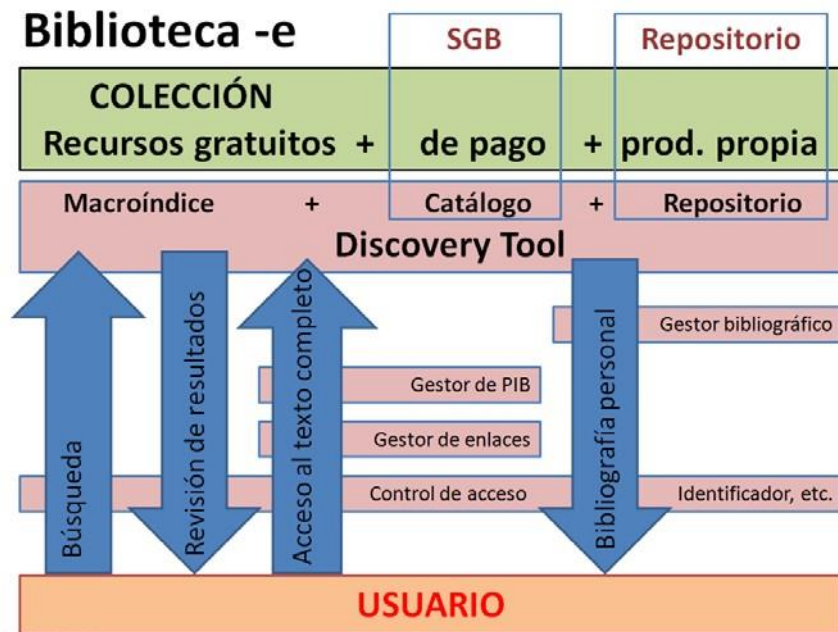 Biblioteca -e
SGB
Repositorio
COLECCIÓN
Recursos gratuitos + de pago + prod. propia
Macroíndice + Catálogo + Repositorio
Discovery Tool
Búsqueda
Revisión de resultados
Acceso al texto completo
Bibliografía personal
Gestor bibliográfico
Gestor de PIB
Gestor de enlaces
Control de acceso
Identificador, etc.
USUARIO